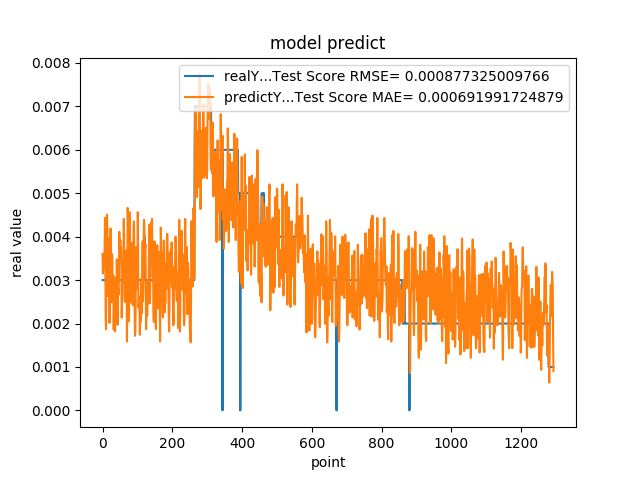 model predict
realY...Test Score RMSE= 0.000877325009766
predictY...Test Score MAE= 0.000691991724879
0.008
0.007
0.006
0.005
0.004
0.003
0.002
0.001
0.000
real value
0 200 400 600 800 1000 1200
point